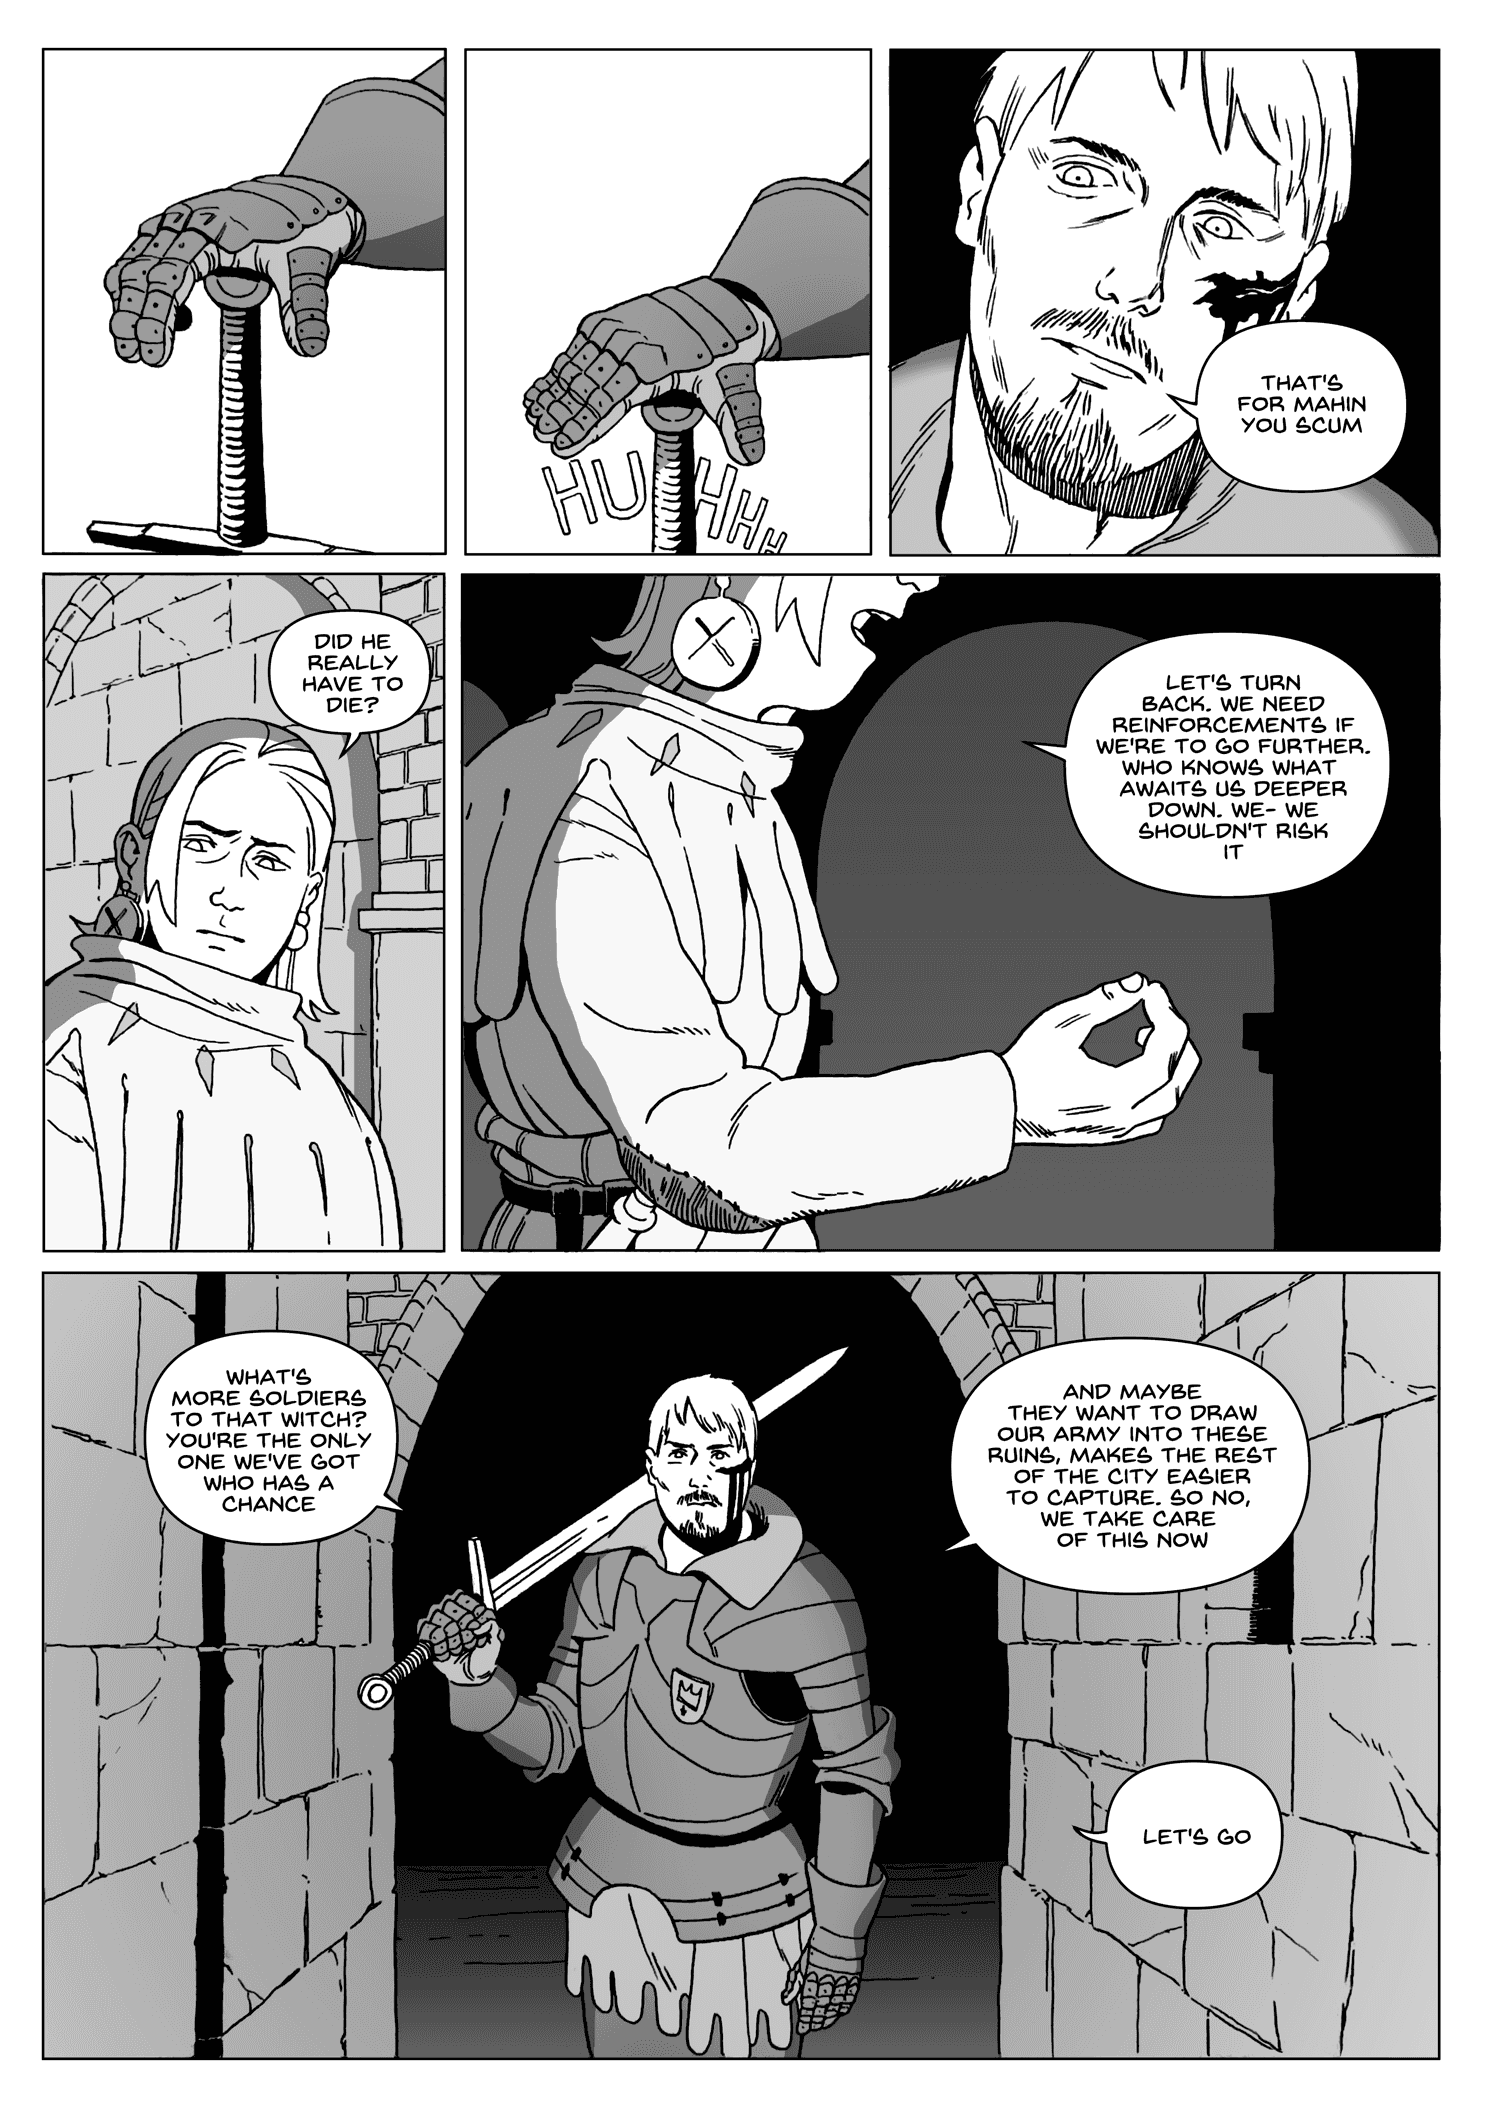 HUHHHH
THAT'S
FOR MAHIN
YOU SCUM
DID HE
REALLY
HAVE TO
DIE?
LET'S TURN
BACK. WE NEED
REINFORCEMENTS IF
WE'RE TO GO FURTHER.
WHO KNOWS WHAT
AWAITS US DEEPER
DOWN. WE- WE
SHOULDN'T RISK
IT
WHAT'S
MORE SOLDIERS
TO THAT WITCH?
YOU'RE THE ONLY
ONE WE'VE GOT
WHO HAS A
CHANCE
AND MAYBE
THEY WANT TO DRAW
OUR ARMY INTO THESE
RUINS, MAKES THE REST
OF THE CITY EASIER
TO CAPTURE. SO NO,
WE TAKE CARE
OF THIS NOW
LET'S GO